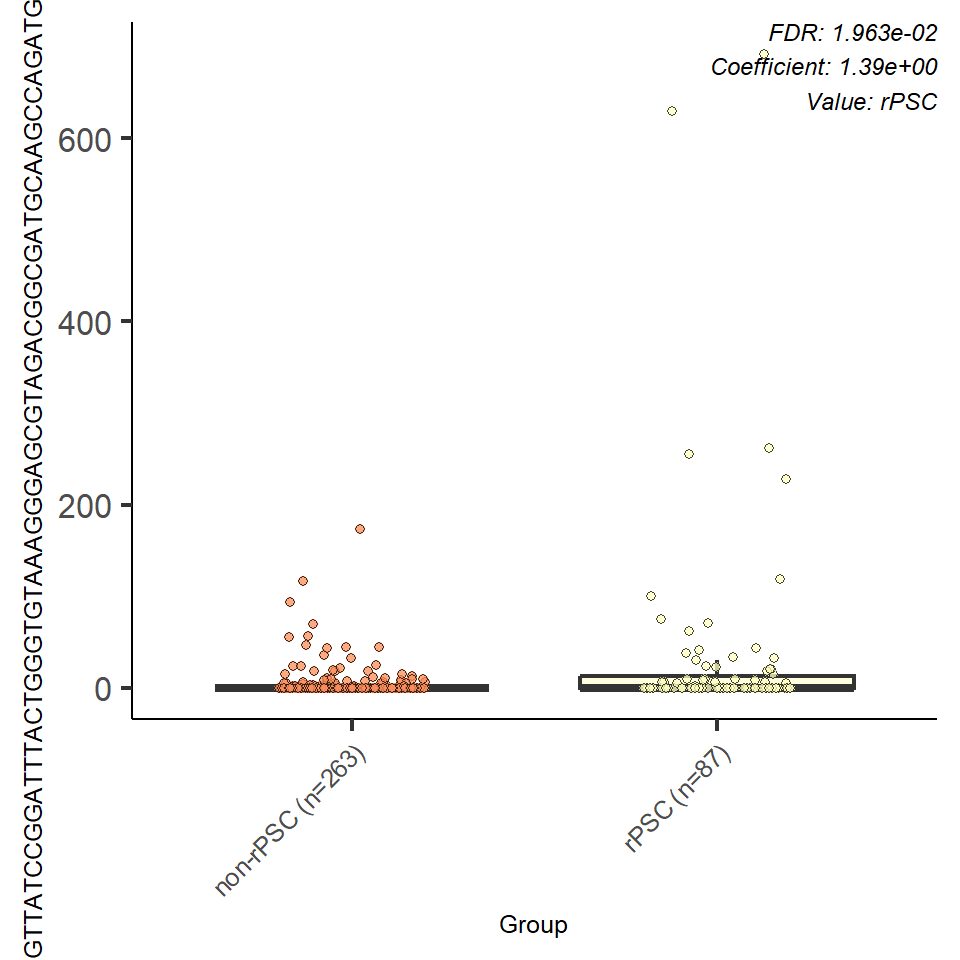 FDR: 1.963e-02
Coefficient: 1.39e+00
Value: rPSC
GTTATCCGGATTTACTGGGTGTAAAGGGAGCGTAGACGGCGATGCAAGCCAGATG
600
400
200
0
non-rPSC (n=263)
rPSC (n=87)
Group